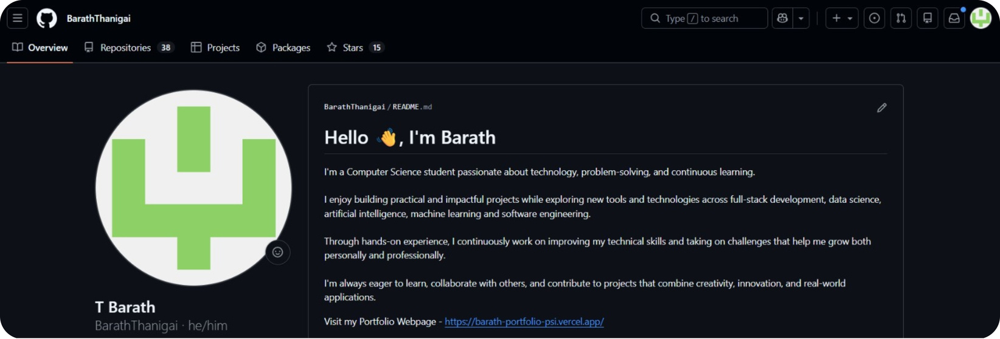 BarathThanigai
Type / to search
Overview
Repositories 38
Projects
Packages
Stars 15
BarathThanigai / README.md
Hello 👋, I'm Barath
I'm a Computer Science student passionate about technology, problem-solving, and continuous learning.
I enjoy building practical and impactful projects while exploring new tools and technologies across full-stack development, data science,
artificial intelligence, machine learning and software engineering.
Through hands-on experience, I continuously work on improving my technical skills and taking on challenges that help me grow both
personally and professionally.
I'm always eager to learn, collaborate with others, and contribute to projects that combine creativity, innovation, and real-world
applications.
Visit my Portfolio Webpage - https://barath-portfolio-psi.vercel.app/
T Barath
BarathThanigai · he/him